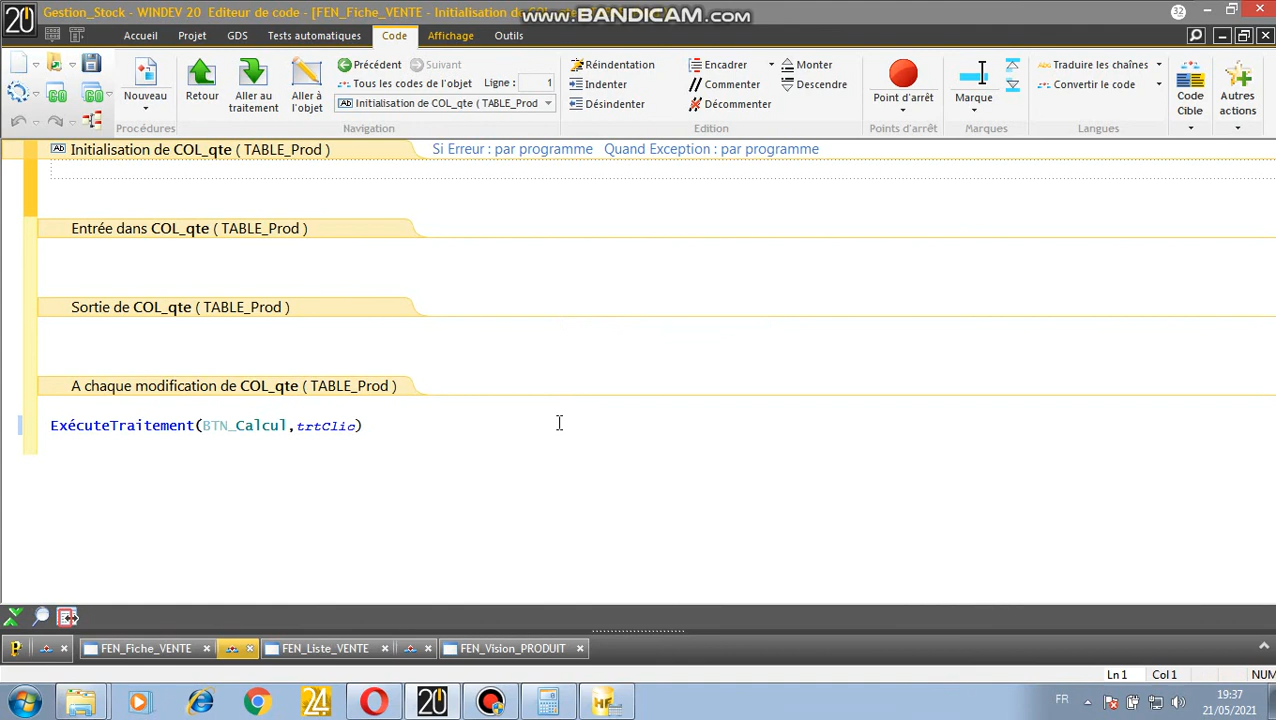 Gestion_Stock - WINDEV 20 Editeur de code - [FEN_Fiche_VENTE - Initialisation de
www.BANDICAM.com
32
20
Accueil Projet GDS Tests automatiques Code Affichage Outils
Nouveau
Procédures
Retour
Aller au traitement
Aller à l'objet
Précédent Suivant
Tous les codes de l'objet Ligne : 1
Initialisation de COL_qte ( TABLE_Prod
Navigation
Réindentation
Indenter
Désindenter
Encadrer
Commenter
Décommenter
Monter
Descendre
Edition
Point d'arrêt
Points d'arrêt
Marque
Marques
Traduire les chaînes
Convertir le code
Langues
Code Cible
Autres actions
Initialisation de COL_qte ( TABLE_Prod ) Si Erreur : par programme Quand Exception : par programme
Entrée dans COL_qte ( TABLE_Prod )
Sortie de COL_qte ( TABLE_Prod )
A chaque modification de COL_qte ( TABLE_Prod )
ExécuteTraitement(BTN_Calcul,trtClic)
FEN_Fiche_VENTE FEN_Liste_VENTE FEN_Vision_PRODUIT
Ln 1 Col 1 NUM
24 20 HF
FR 19:37
21/05/2021